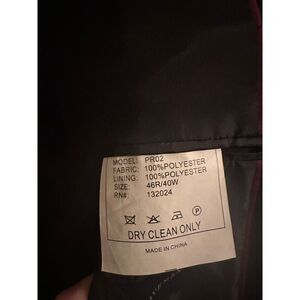 MODEL: PR02
FABRIC: 100%POLYESTER
LINING: 100%POLYESTER
SIZE: 46R/40W
RN#: 132024
P
DRY CLEAN ONLY
MADE IN CHINA